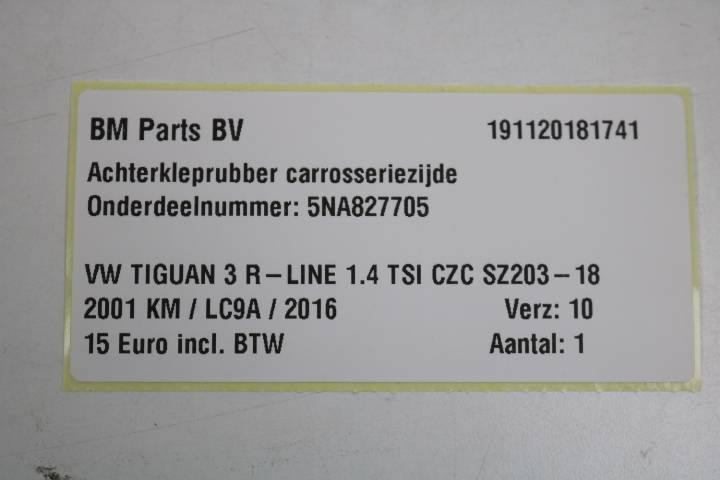 BM Parts BV 191120181741
Achterkleprubber carrosseriezijde
Onderdeelnummer: 5NA827705
VW TIGUAN 3 R-LINE 1.4 TSI CZC SZ203-18
2001 KM / LC9A / 2016 Verz: 10
15 Euro incl. BTW Aantal: 1